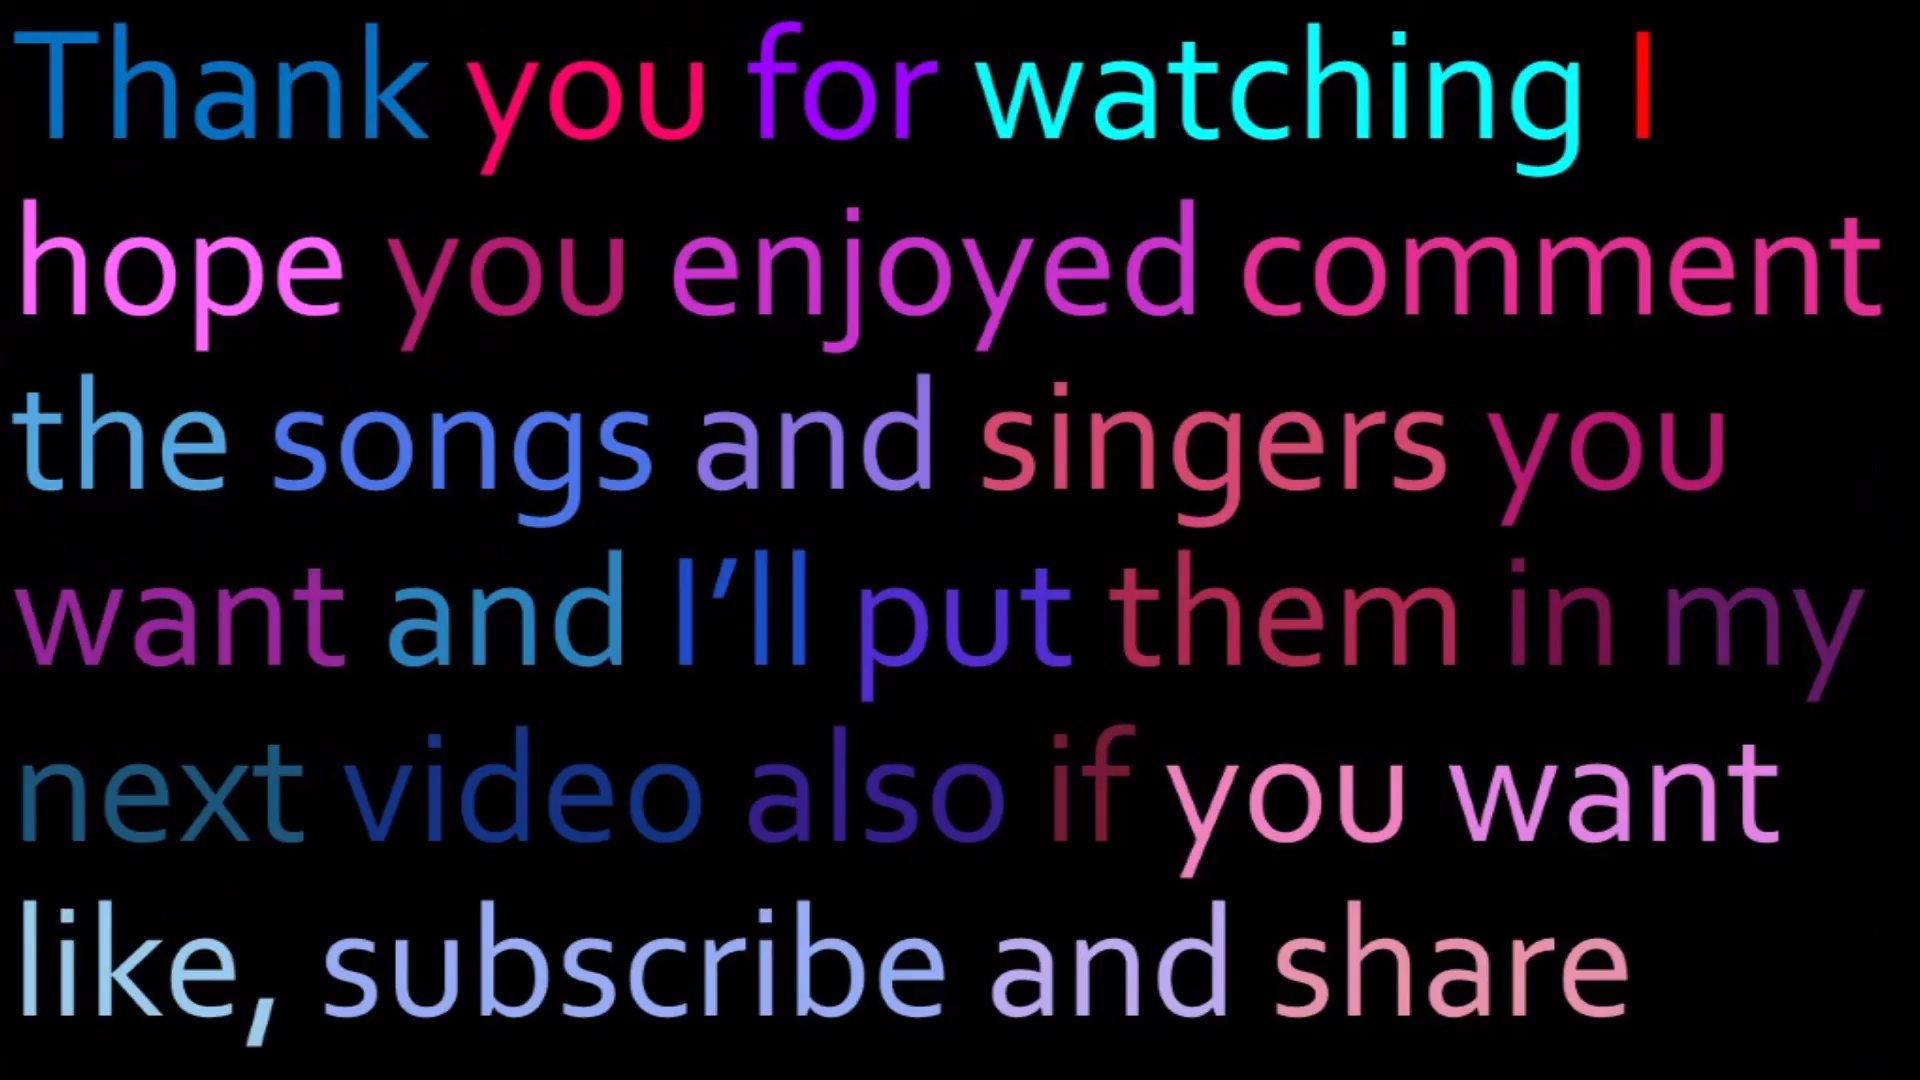 Thank you for watching I
hope you enjoyed comment
the songs and singers you
want and I’ll put them in my
next video also if you want
like, subscribe and share